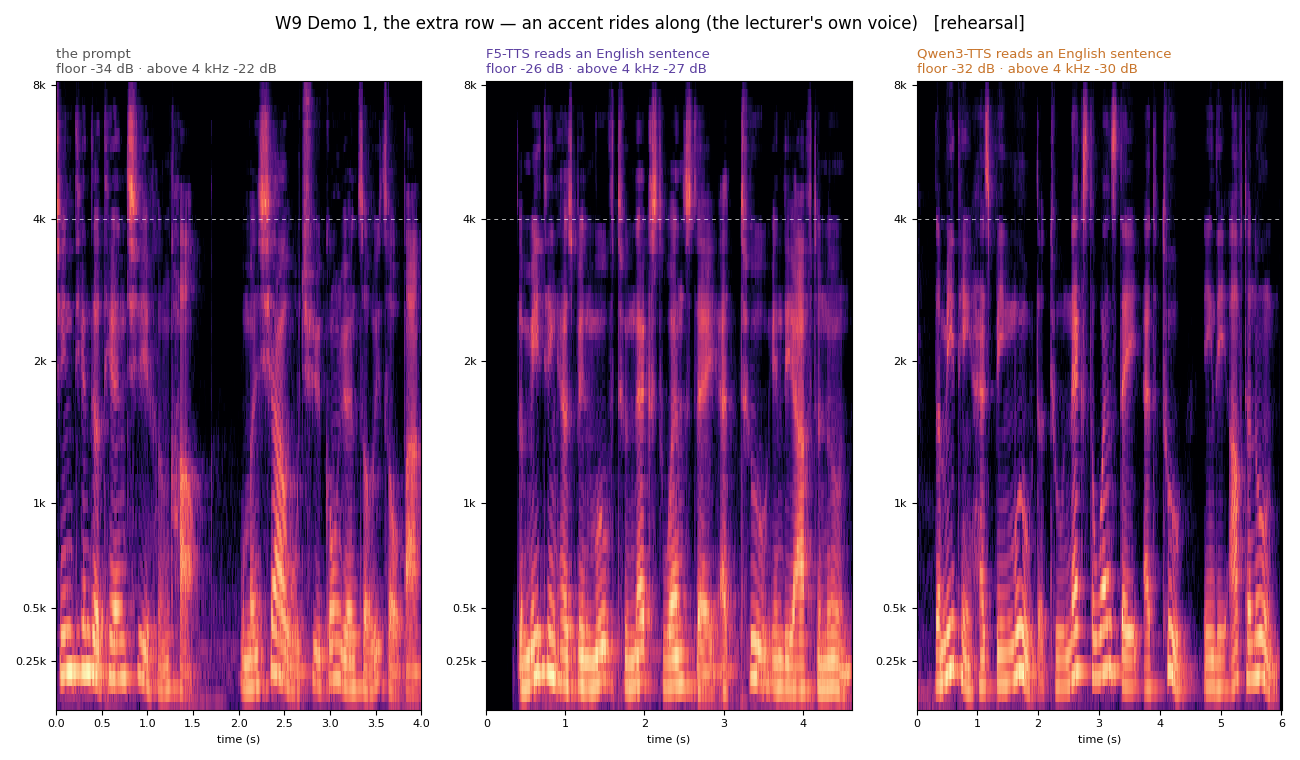 W9 Demo 1, the extra row — an accent rides along (the lecturer's own voice) [rehearsal]
the prompt
floor -34 dB · above 4 kHz -22 dB
8k
4k
2k
1k
0.5k
0.25k
0.0 0.5 1.0 1.5 2.0 2.5 3.0 3.5 4.0
time (s)
F5-TTS reads an English sentence
floor -26 dB · above 4 kHz -27 dB
8k
4k
2k
1k
0.5k
0.25k
0 1 2 3 4
time (s)
Qwen3-TTS reads an English sentence
floor -32 dB · above 4 kHz -30 dB
8k
4k
2k
1k
0.5k
0.25k
0 1 2 3 4 5 6
time (s)